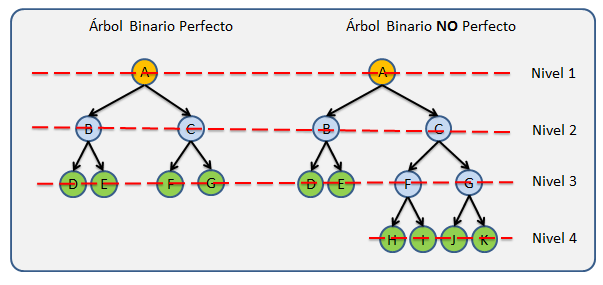 Árbol Binario Perfecto
Árbol Binario NO Perfecto
A
A
Nivel 1
B
C
B
C
Nivel 2
D
E
F
G
D
E
F
G
Nivel 3
H
I
J
K
Nivel 4